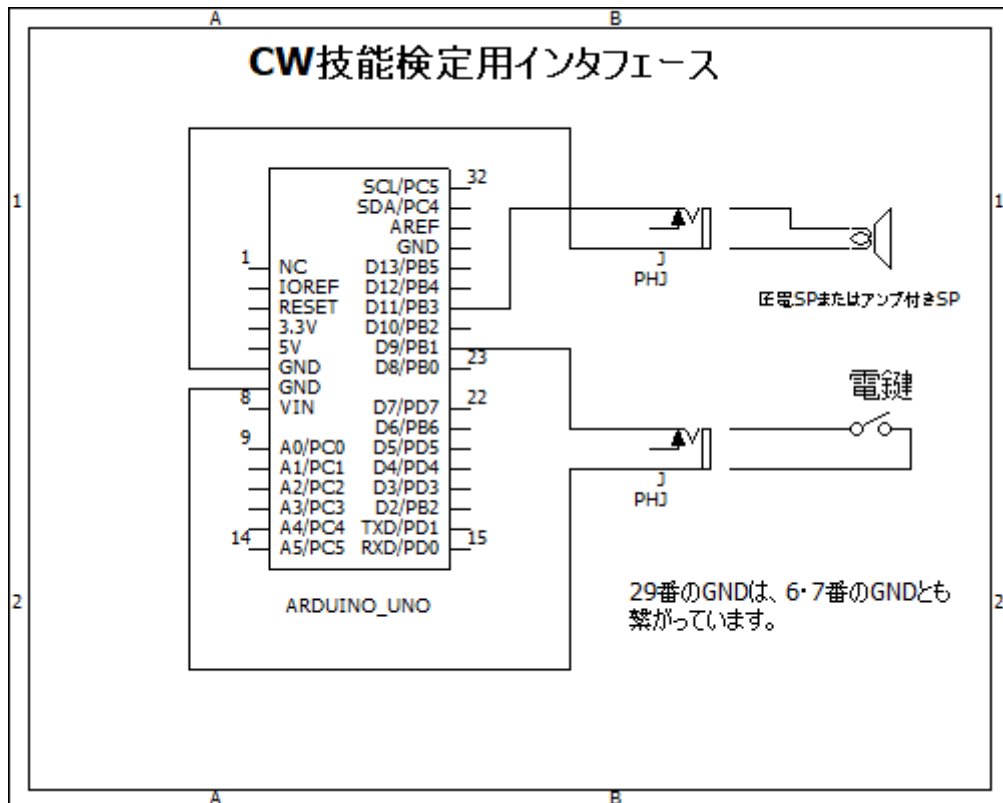 A
B
CW技能検定用インタフェース
1
1
SCL/PC5
32
SDA/PC4
AREF
GND
1
NC
D13/PB5
IOREF
D12/PB4
RESET
D11/PB3
3.3V
D10/PB2
5V
D9/PB1
GND
D8/PB0
23
GND
8
VIN
D7/PD7
22
D6/PB6
9
A0/PC0
D5/PD5
A1/PC1
D4/PD4
A2/PC2
D3/PD3
A3/PC3
D2/PB2
A4/PC4
TXD/PD1
14
A5/PC5
RXD/PD0
15
ARDUINO_UNO
J
PHJ
圧電SPまたはアンプ付きSP
電鍵
J
PHJ
29番のGNDは、6・7番のGNDとも
繋がっています。
2
2
A
B